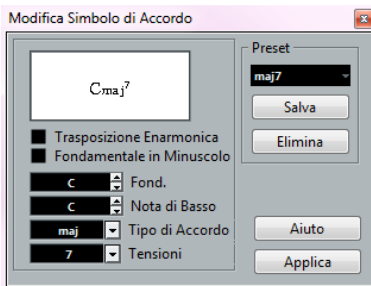 Modifica Simbolo di Accordo
Cmaj7
Trasposizione Enarmonica
Fondamentale in Minuscolo
C Fond.
C Nota di Basso
maj Tipo di Accordo
7 Tensioni
Preset
maj7
Salva
Elimina
Aiuto
Applica